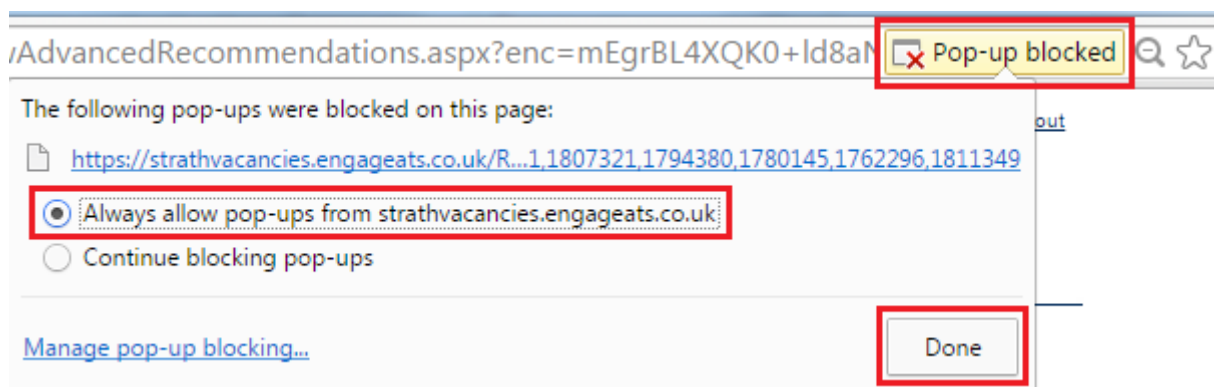 /AdvancedRecommendations.aspx?enc=mEgrBL4XQK0+ld8aN Pop-up blocked
The following pop-ups were blocked on this page:
out
https://strathvacancies.engageats.co.uk/R...1,1807321,1794380,1780145,1762296,1811349
Always allow pop-ups from strathvacancies.engageats.co.uk
Continue blocking pop-ups
Manage pop-up blocking...
Done